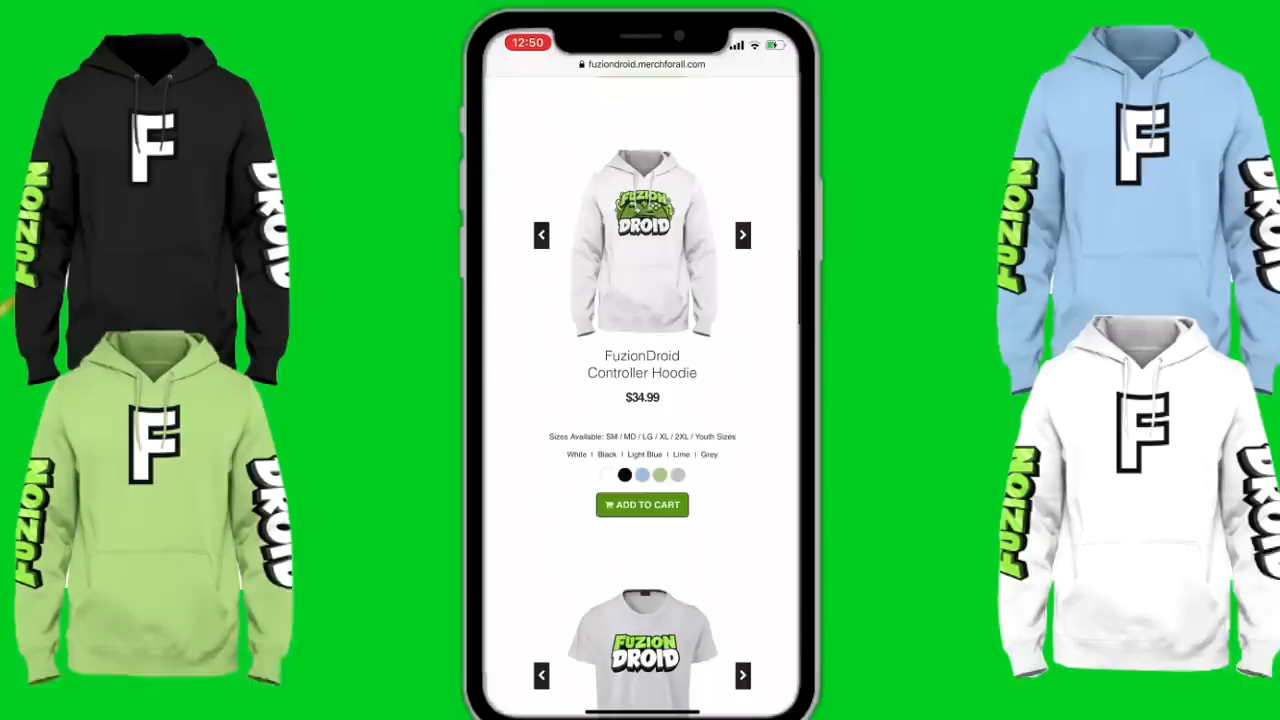 12:50
fuziondroid.merchforall.com
F
FUZION
DROID
F
FUZION
DROID
FUZION
DROID
FuzionDroid
Controller Hoodie
$34.99
Sizes Available: SM / MD / LG / XL / 2XL / Youth Sizes
White | Black | Light Blue | Lime | Grey
ADD TO CART
F
FUZION
DROID
F
FUZION
DROID
FUZION
DROID